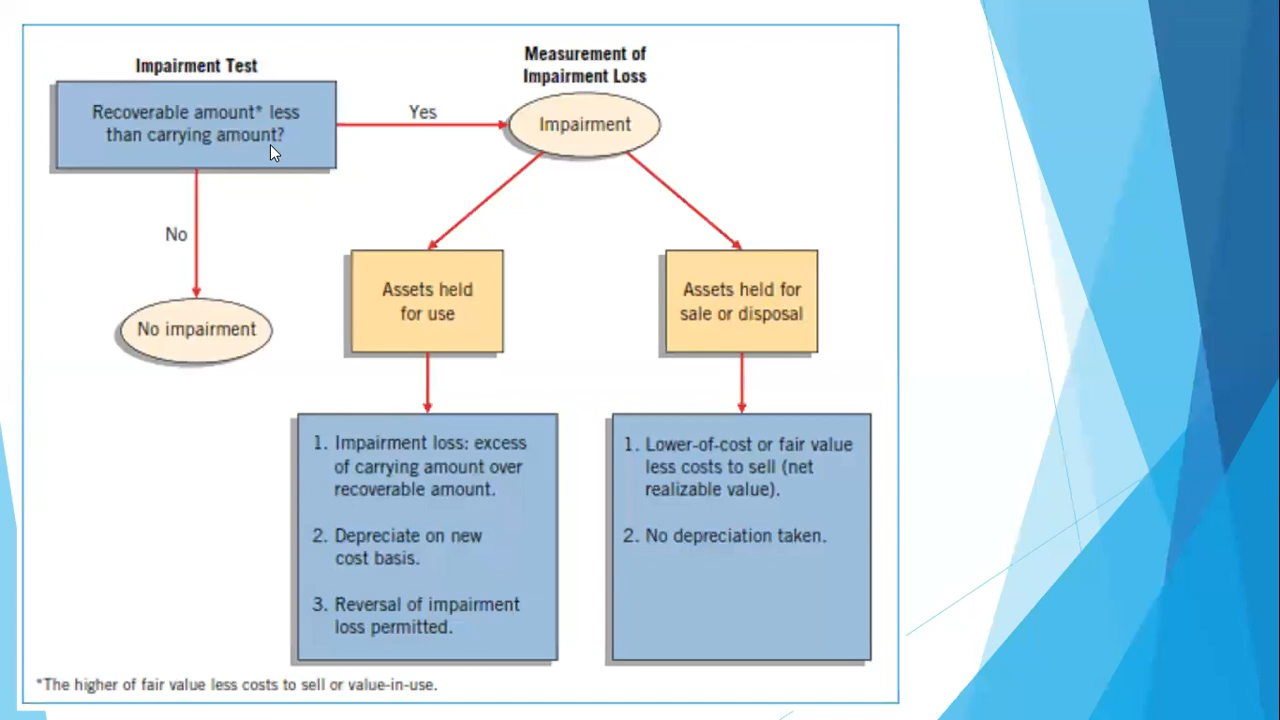 Impairment Test
Recoverable amount* less
than carrying amount?
Yes
Measurement of
Impairment Loss
Impairment
No
No impairment
Assets held
for use
Assets held for
sale or disposal
1. Impairment loss: excess
of carrying amount over
recoverable amount.
2. Depreciate on new
cost basis.
3. Reversal of impairment
loss permitted.
1. Lower-of-cost or fair value
less costs to sell (net
realizable value).
2. No depreciation taken.
*The higher of fair value less costs to sell or value-in-use.